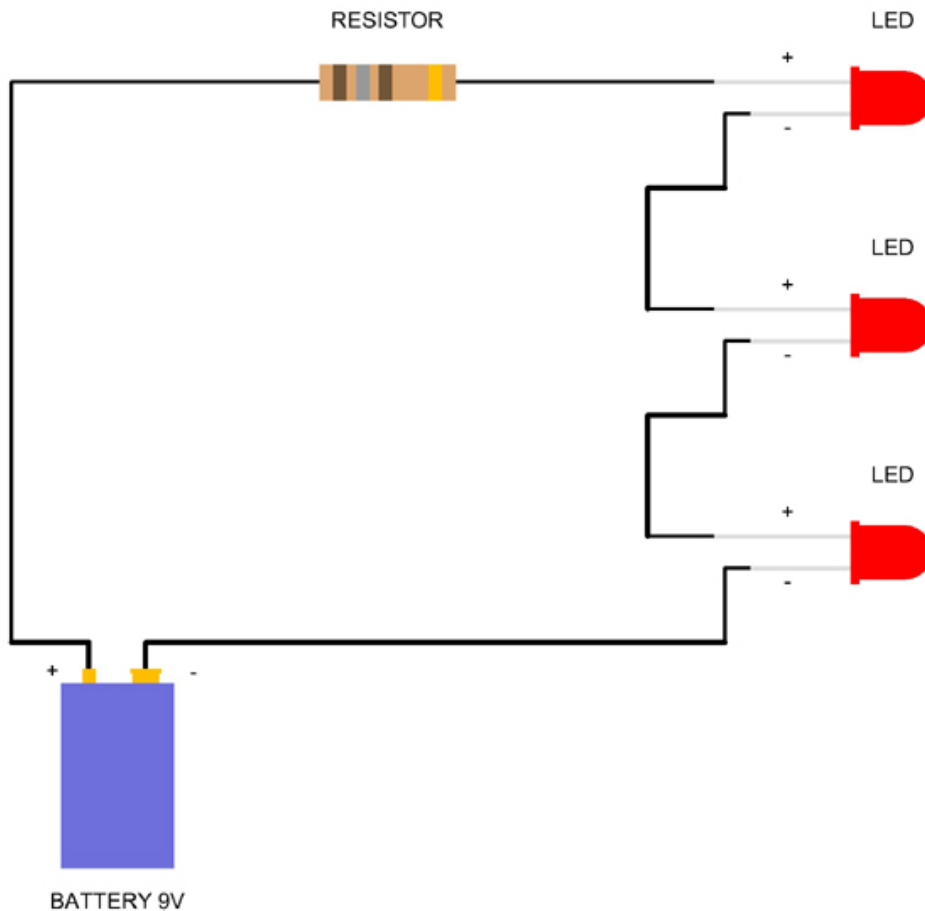 RESISTOR
LED
+
-
LED
+
-
LED
+
-
+
-
BATTERY 9V